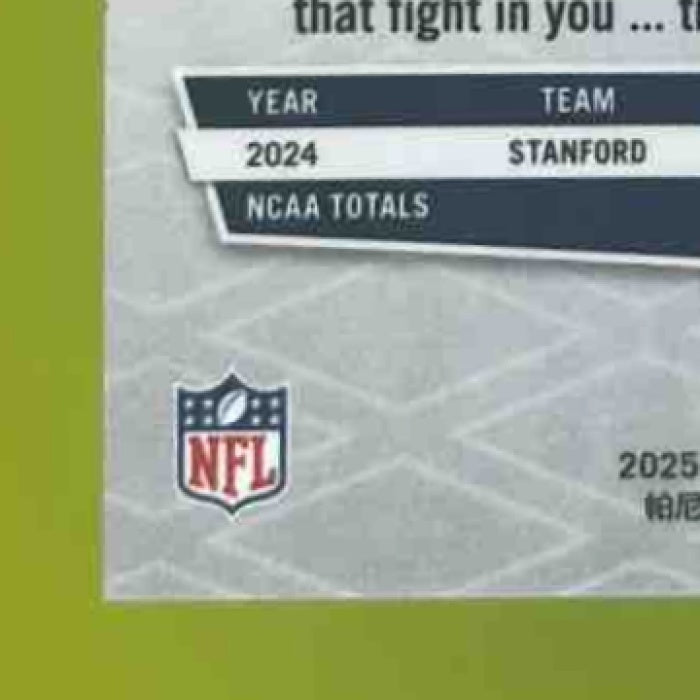 that fight in you ...
YEAR TEAM
2024 STANFORD
NCAA TOTALS
NFL
2025
帕尼